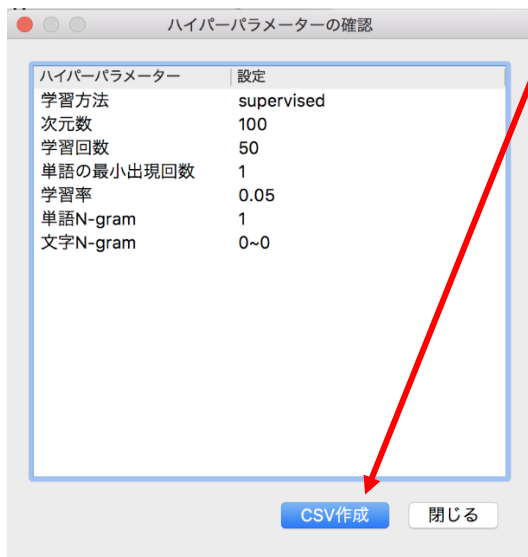 ハイパーパラメーターの確認
ハイパーパラメーター 設定
学習方法 supervised
次元数 100
学習回数 50
単語の最小出現回数 1
学習率 0.05
単語N-gram 1
文字N-gram 0~0
CSV作成 閉じる